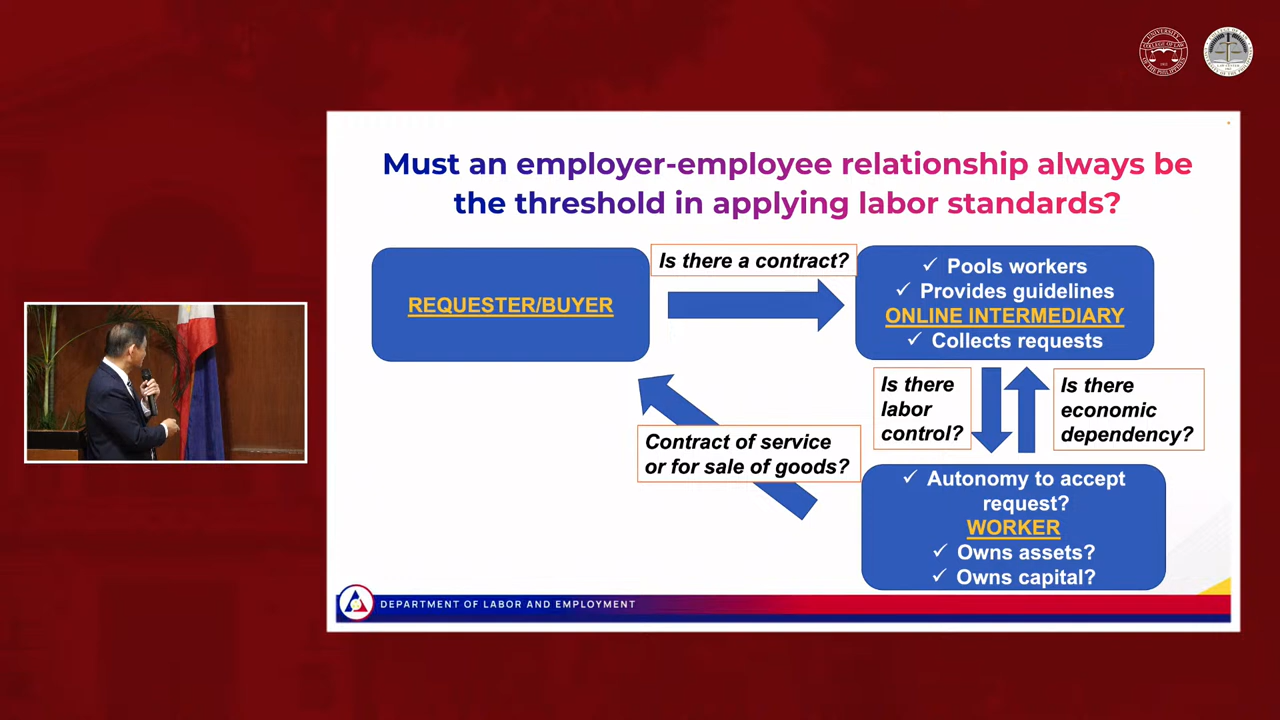 Must an employer-employee relationship always be
the threshold in applying labor standards?
REQUESTER/BUYER
Is there a contract?
✓ Pools workers
✓ Provides guidelines
ONLINE INTERMEDIARY
✓ Collects requests
Is there
labor
control?
Is there
economic
dependency?
Contract of service
or for sale of goods?
✓ Autonomy to accept
request?
WORKER
✓ Owns assets?
✓ Owns capital?
DEPARTMENT OF LABOR AND EMPLOYMENT